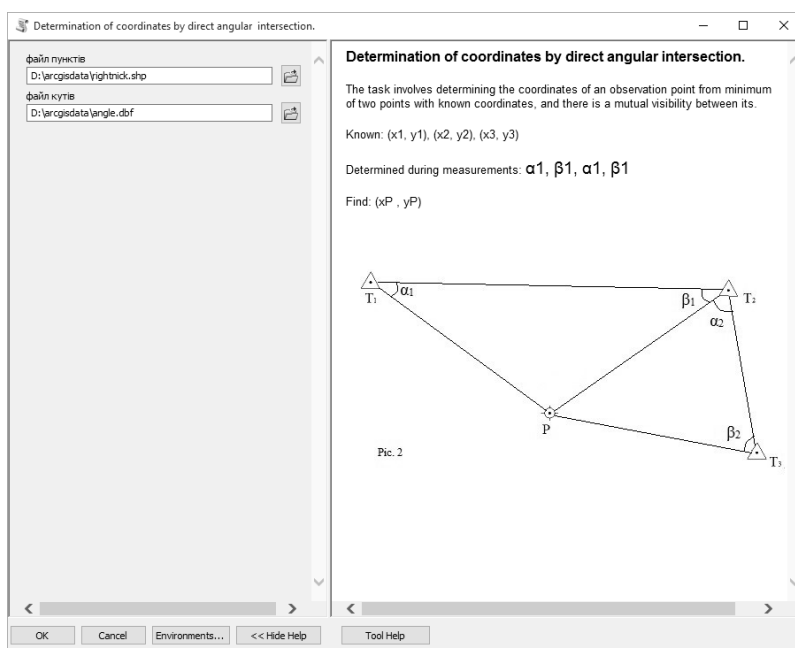 Determination of coordinates by direct angular intersection.
файл пунктів
D:\arcgisdata\rightnick.shp
файл кутів
D:\arcgisdata\angle.dbf
Determination of coordinates by direct angular intersection.
The task involves determining the coordinates of an observation point from minimum
of two points with known coordinates, and there is a mutual visibility between its.
Known: (x1, y1), (x2, y2), (x3, y3)
Determined during measurements: α1, β1, α1, β1
Find: (xP , yP)
T₁
α1
β1
T₂
α2
P
β2
T₃
Pic. 2
OK
Cancel
Environments...
<< Hide Help
Tool Help